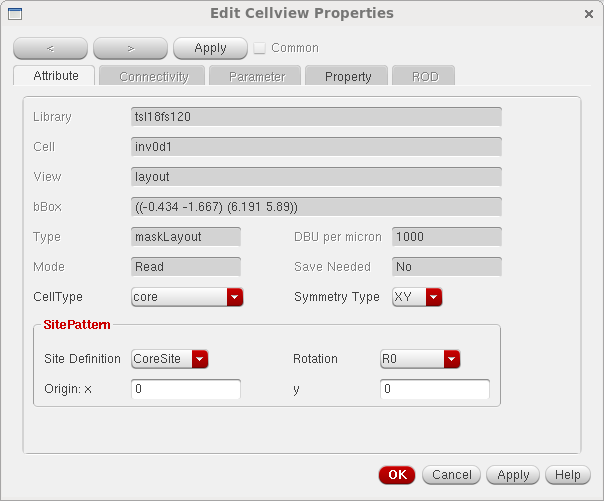 Edit Cellview Properties
< > Apply Common
Attribute Connectivity Parameter Property ROD
Library tsl18fs120
Cell inv0d1
View layout
bBox ((-0.434 -1.667) (6.191 5.89))
Type maskLayout DBU per micron 1000
Mode Read Save Needed No
CellType core Symmetry Type XY
SitePattern
Site Definition CoreSite Rotation R0
Origin: x 0 y 0
OK Cancel Apply Help